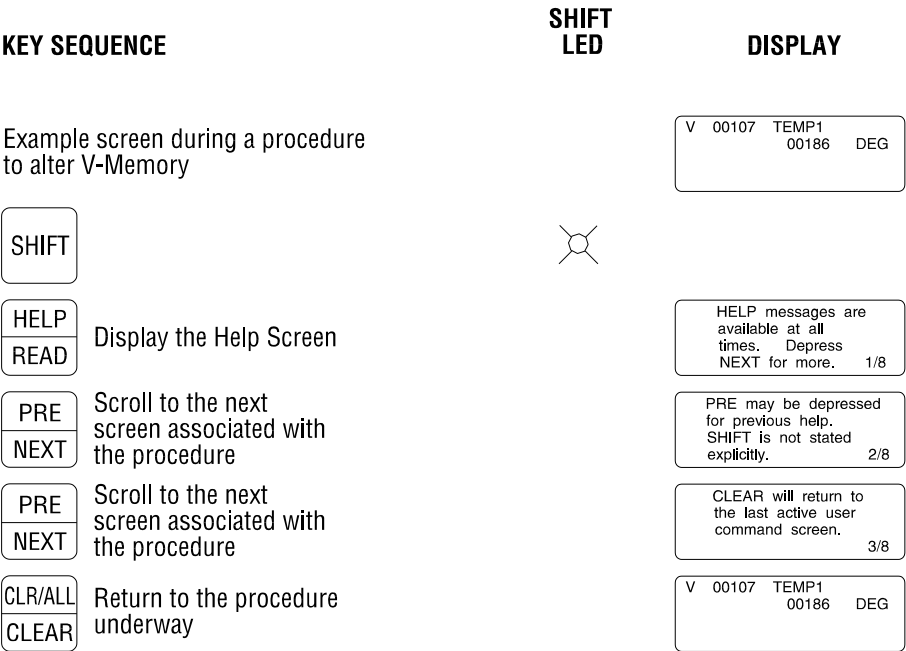 KEY SEQUENCE
SHIFT
LED
DISPLAY
Example screen during a procedure
to alter V-Memory
V 00107 TEMP1
00186 DEG
SHIFT
HELP
READ
Display the Help Screen
HELP messages are
available at all
times. Depress
NEXT for more. 1/8
PRE
NEXT
Scroll to the next
screen associated with
the procedure
PRE may be depressed
for previous help.
SHIFT is not stated
explicitly. 2/8
PRE
NEXT
Scroll to the next
screen associated with
the procedure
CLEAR will return to
the last active user
command screen.
3/8
CLR/ALL
CLEAR
Return to the procedure
underway
V 00107 TEMP1
00186 DEG